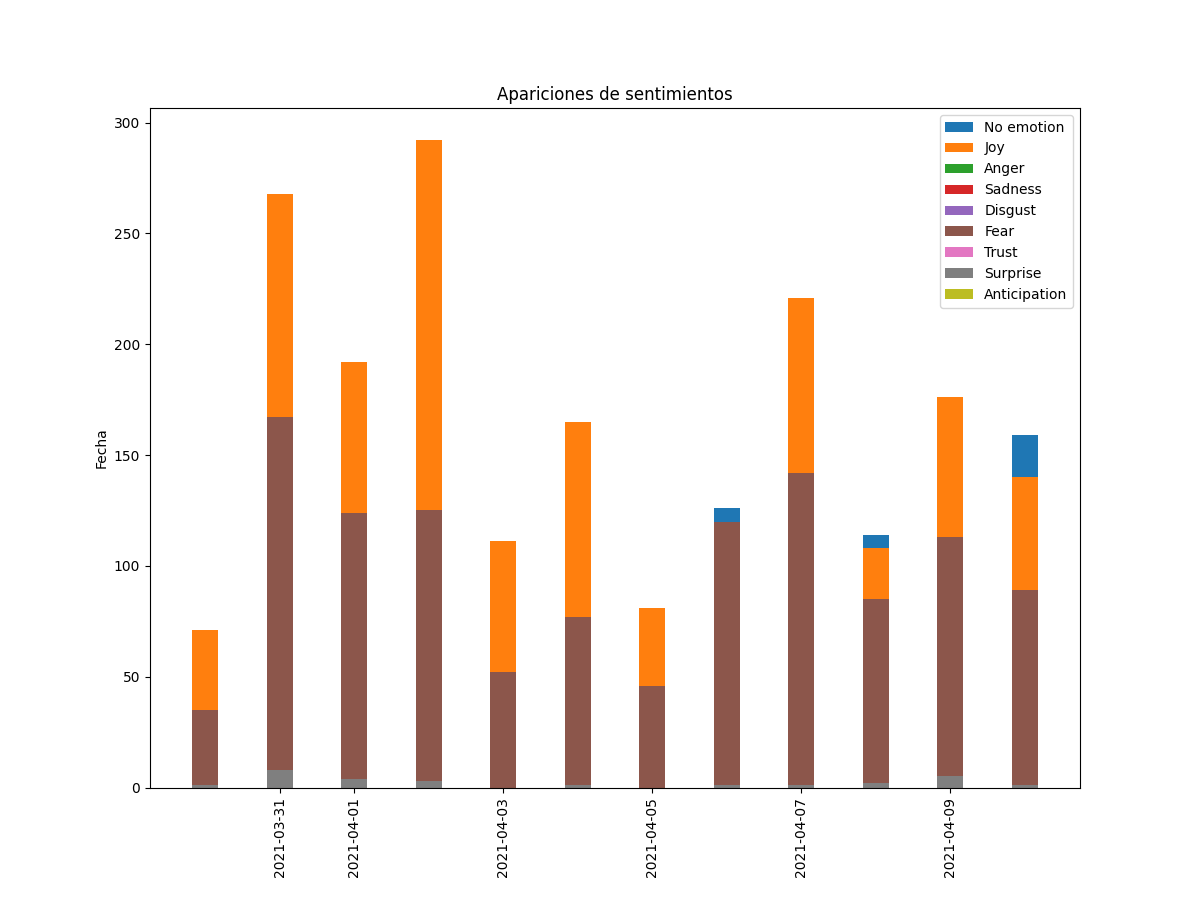 Apariciones de sentimientos
300
250
200
150
100
50
0
Fecha
No emotion
Joy
Anger
Sadness
Disgust
Fear
Trust
Surprise
Anticipation
2021-03-31
2021-04-01
2021-04-03
2021-04-05
2021-04-07
2021-04-09